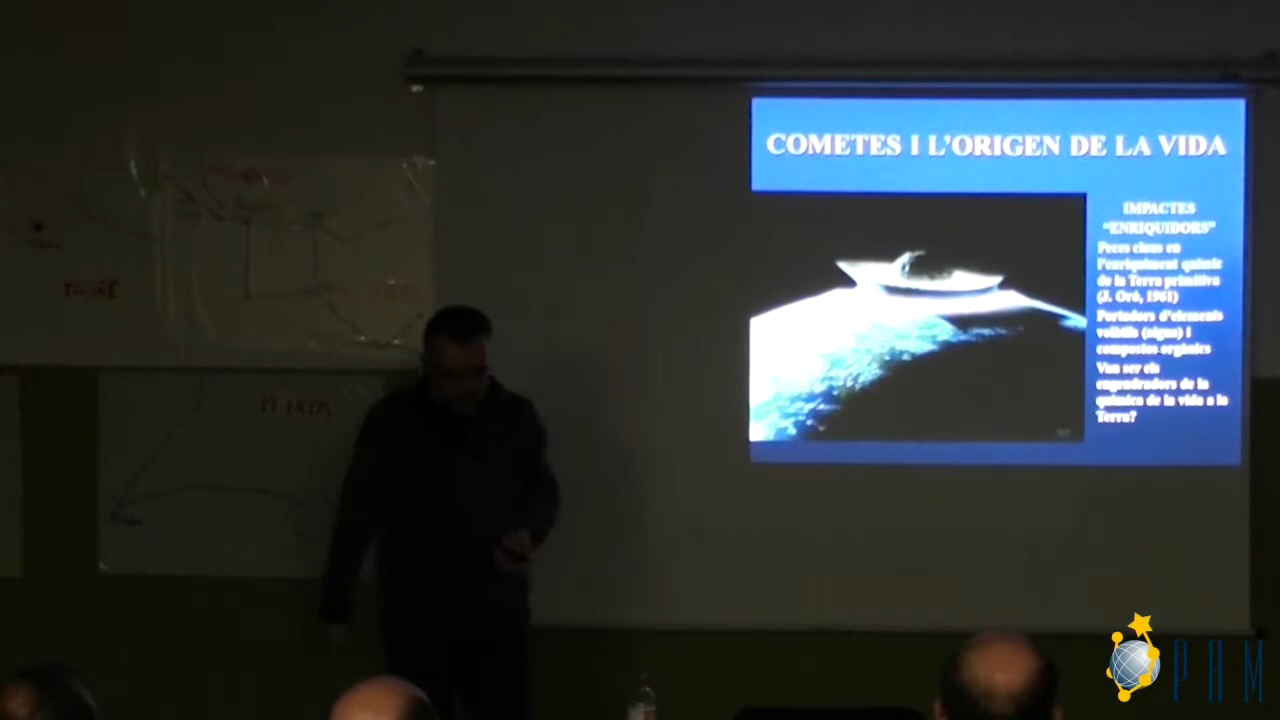 COMETES I L'ORIGEN DE LA VIDA
IMPACTES
"ENRIQUIDORS"
Peces claus en
l'enriquiment químic
de la Terra primitiva
(J. Oró, 1961)
Portadors d'elements
volàtils (aigua) i
compostos orgànics
Van ser els
engendradors de la
química de la vida a la
Terra?
PHM